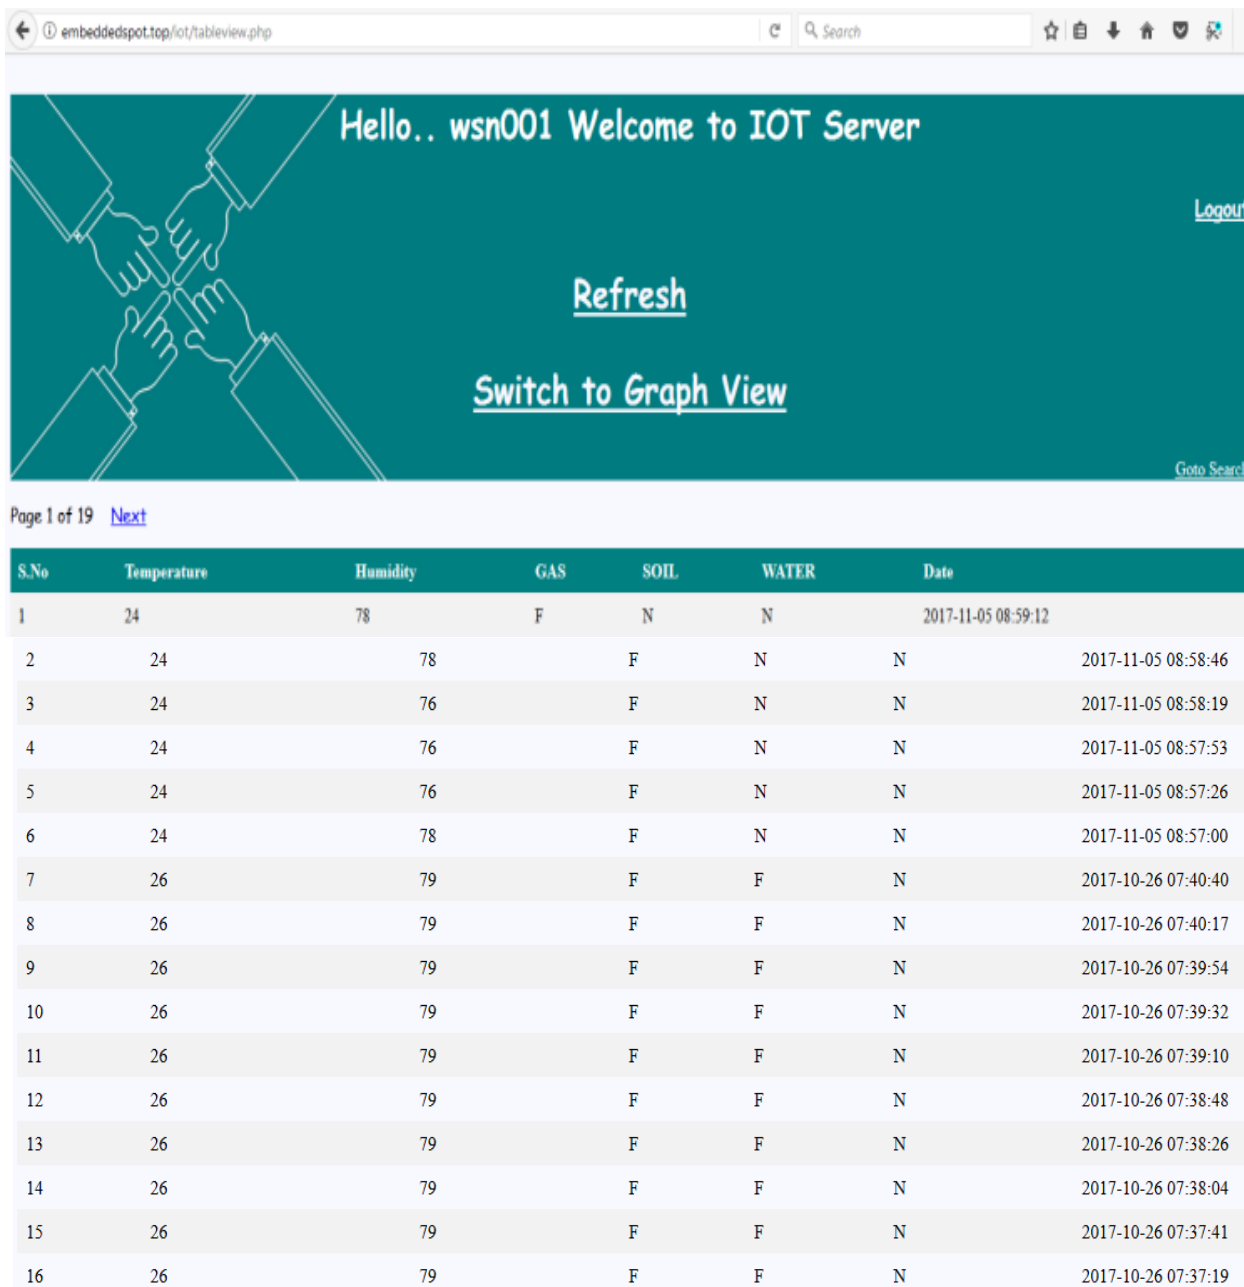 embeddedspot.top/iot/tableview.php Search
Hello.. wsn001 Welcome to IOT Server
Logout
Refresh
Switch to Graph View
Goto Search
Page 1 of 19 Next
S.No Temperature Humidity GAS SOIL WATER Date
1 24 78 F N N 2017-11-05 08:59:12
2 24 78 F N N 2017-11-05 08:58:46
3 24 76 F N N 2017-11-05 08:58:19
4 24 76 F N N 2017-11-05 08:57:53
5 24 76 F N N 2017-11-05 08:57:26
6 24 78 F N N 2017-11-05 08:57:00
7 26 79 F F N 2017-10-26 07:40:40
8 26 79 F F N 2017-10-26 07:40:17
9 26 79 F F N 2017-10-26 07:39:54
10 26 79 F F N 2017-10-26 07:39:32
11 26 79 F F N 2017-10-26 07:39:10
12 26 79 F F N 2017-10-26 07:38:48
13 26 79 F F N 2017-10-26 07:38:26
14 26 79 F F N 2017-10-26 07:38:04
15 26 79 F F N 2017-10-26 07:37:41
16 26 79 F F N 2017-10-26 07:37:19